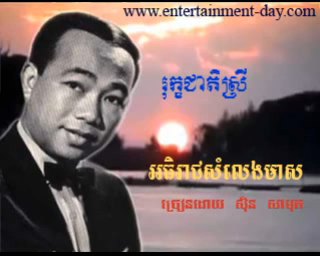 www.entertainment-day.com
រុក្ខជាតិស្រី
អធិរាជសំលេងមាស
ច្រៀងដោយ ស៊ិន សាមុត